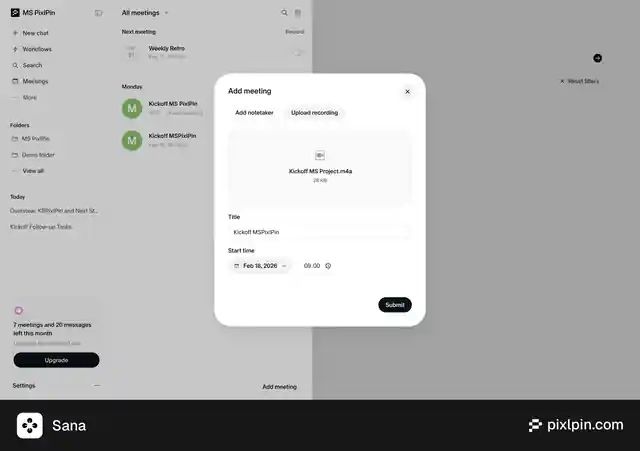 MS PixlPin
New chat
Workflows
Search
Meetings
More
Folders
MS Pixlpin
Demo folder
View all
Today
Overview: KBPixlPin and Next St...
Kickoff Follow-up Tasks
7 meetings and 20 messages
left this month
Upgrade
Settings
All meetings
Next meeting
Record
Weekly Retro
Monday
M
Kickoff MS PixlPin
M
Kickoff MSPixlPin
Add meeting
Reset filters
Add meeting
Add notetaker
Upload recording
Kickoff MS Project.m4a
28 KB
Title
Kickoff MSPixlPin
Start time
Feb 18, 2026
09:00
Submit
Sana
pixlpin.com